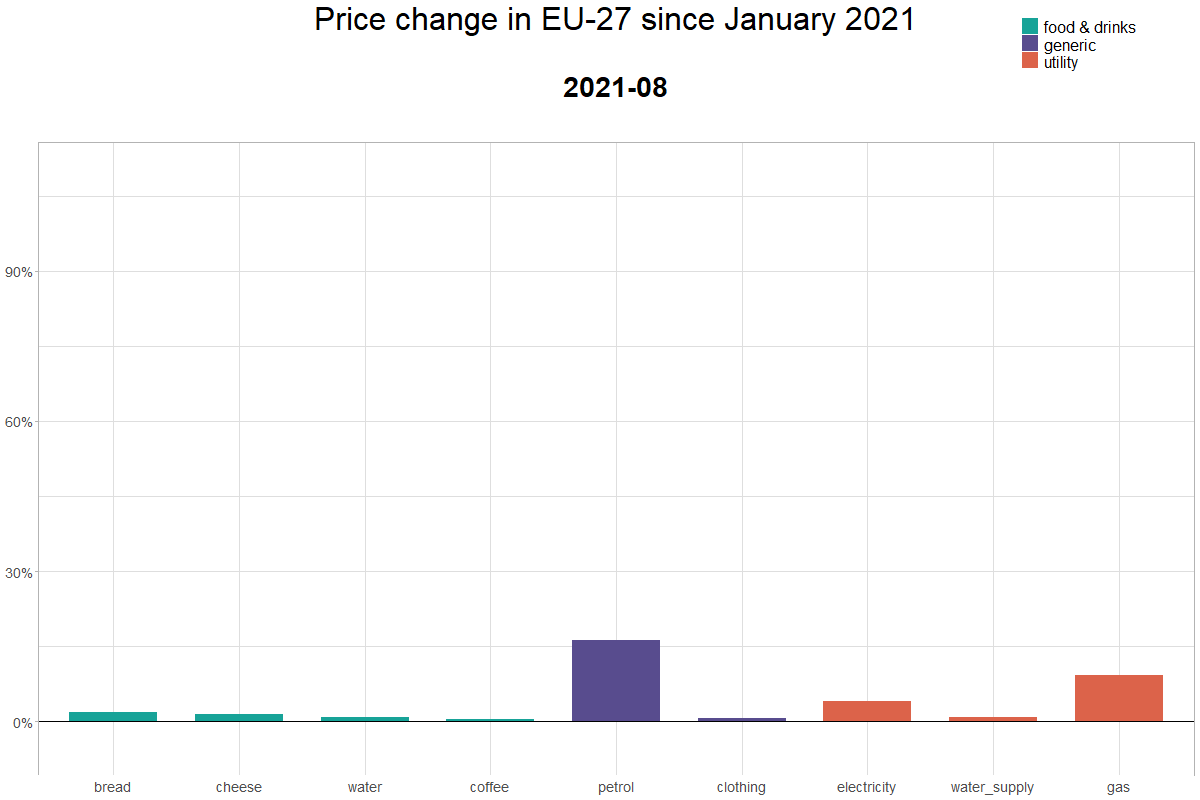 Price change in EU-27 since January 2021
food & drinks
generic
utility
2021-08
90%
60%
30%
0%
bread cheese water coffee petrol clothing electricity water_supply gas